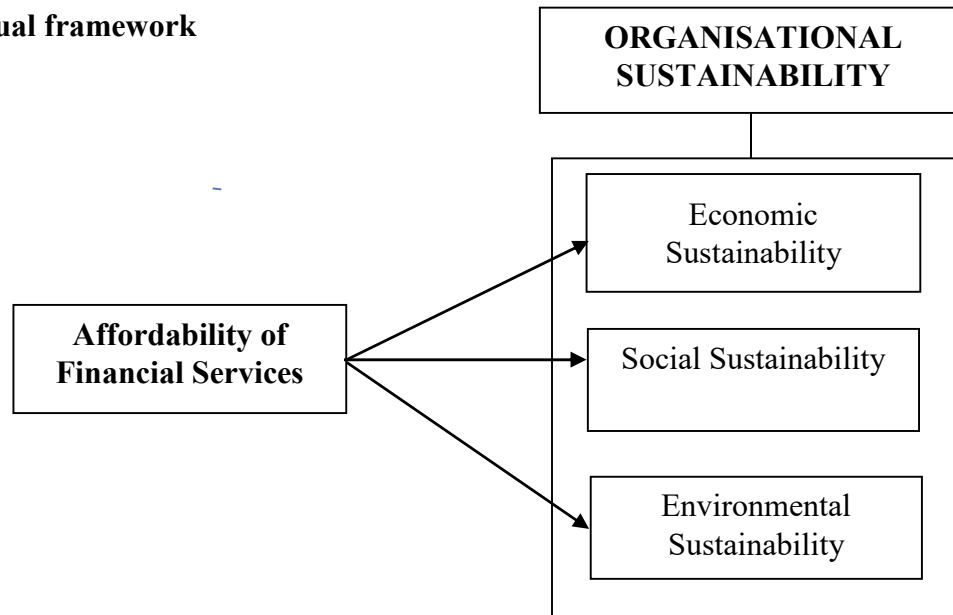 ual framework
ORGANISATIONAL
SUSTAINABILITY
Economic
Sustainability
Affordability of
Financial Services
Social Sustainability
Environmental
Sustainability